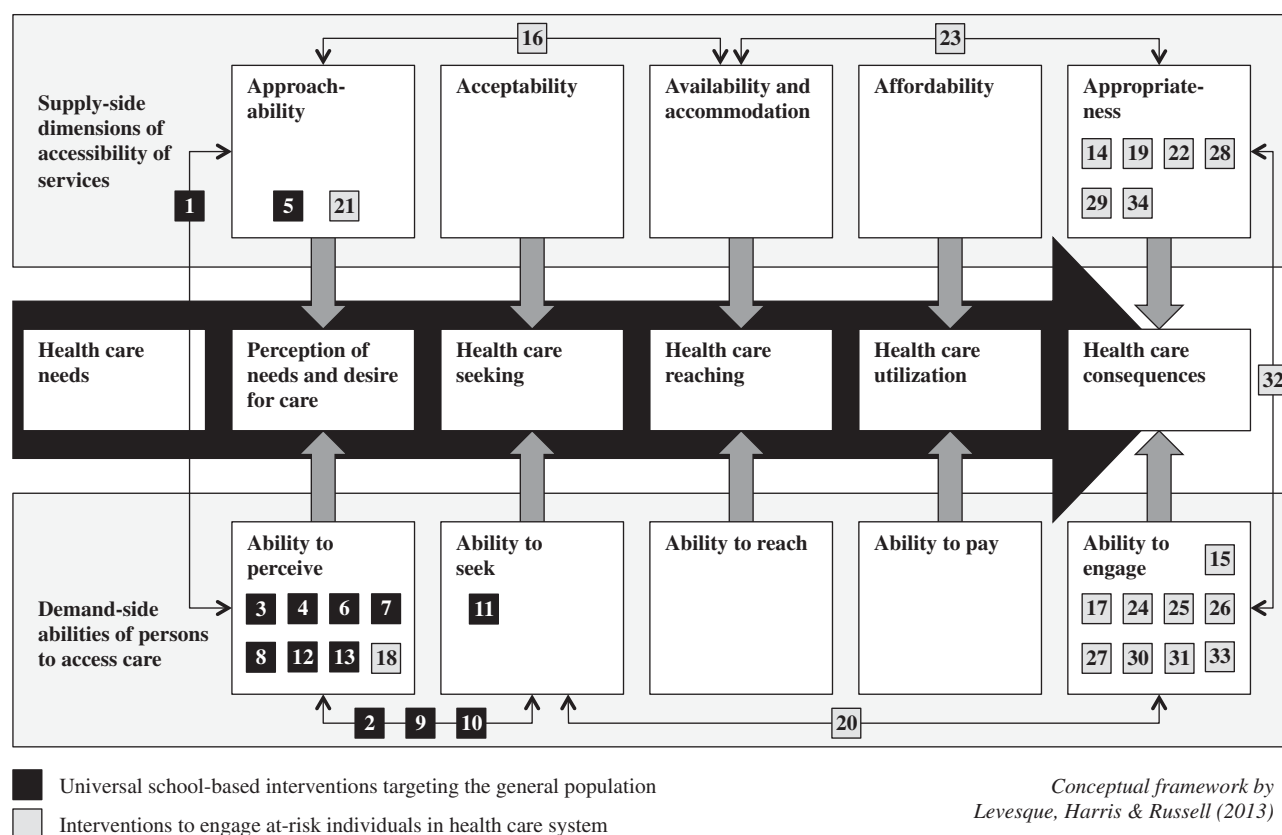 16
23
Supply-side
dimensions of
accessibility of
services
Approach-
ability
5 21
Acceptability
Availability and
accommodation
Affordability
Appropriate-
ness
14 19 22 28
29 34
1
Health care
needs
Perception of
needs and desire
for care
Health care
seeking
Health care
reaching
Health care
utilization
Health care
consequences
32
Demand-side
abilities of persons
to access care
Ability to
perceive
3 4 6 7
8 12 13 18
Ability to
seek
11
Ability to reach
Ability to pay
Ability to
engage
15
17 24 25 26
27 30 31 33
2 9 10
20
Universal school-based interventions targeting the general population
Interventions to engage at-risk individuals in health care system
Conceptual framework by
Levesque, Harris & Russell (2013)